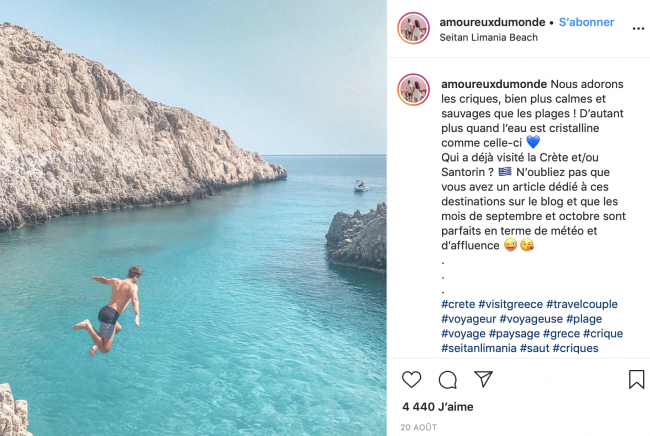 amoureuxdumonde • S'abonner
Seitan Limania Beach
amoureuxdumonde Nous adorons
les criques, bien plus calmes et
sauvages que les plages ! D'autant
plus quand l'eau est cristalline
comme celle-ci 💙
Qui a déjà visité la Crète et/ou
Santorin ? 🇬🇷 N'oubliez pas que
vous avez un article dédié à ces
destinations sur le blog et que les
mois de septembre et octobre sont
parfaits en terme de météo et
d'affluence 😜😘
.
.
.
#crete #visitgreece #travelcouple
#voyageur #voyageuse #plage
#voyage #paysage #grece #crique
#seitanlimania #saut #criques
4 440 J'aime
20 AOÛT